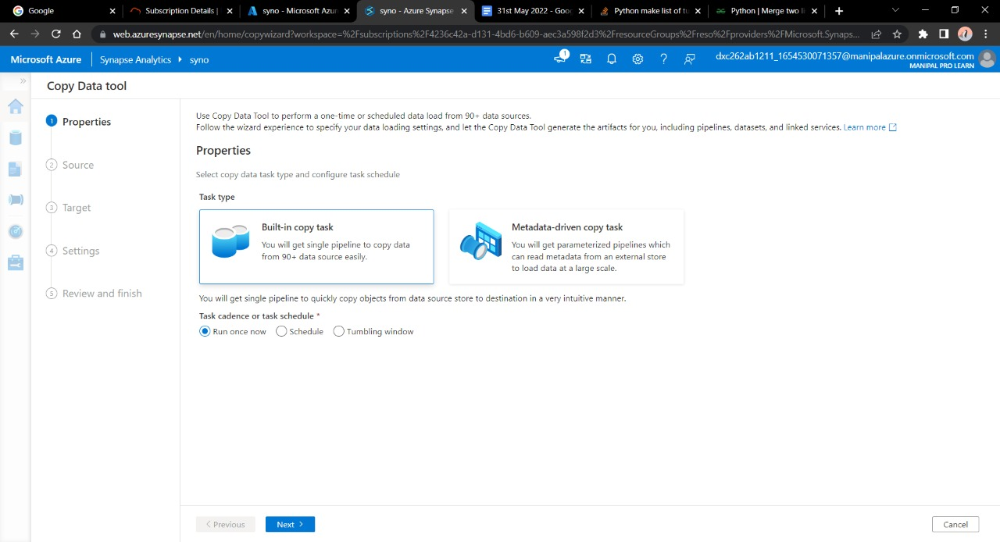 Google
Subscription Details |
syno - Microsoft Azur
syno - Azure Synapse
31st May 2022 - Goo
Python make list of tu
Python | Merge two li
web.azuresynapse.net/en/home/copywizard?workspace=%2Fsubscriptions%2F4236c42a-d131-4bd6-b609-aec3a598f2d3%2FresourceGroups%2Freso%2Fproviders%2FMicrosoft.Synaps...
Microsoft Azure
Synapse Analytics
syno
1
dxc262ab1211_1654530071357@manipalazure.onmicrosoft.com
MANIPAL PRO LEARN
Copy Data tool
1 Properties
2 Source
3 Target
4 Settings
5 Review and finish
Use Copy Data Tool to perform a one-time or scheduled data load from 90+ data sources.
Follow the wizard experience to specify your data loading settings, and let the Copy Data Tool generate the artifacts for you, including pipelines, datasets, and linked services. Learn more
Properties
Select copy data task type and configure task schedule
Task type
Built-in copy task
You will get single pipeline to copy data
from 90+ data source easily.
Metadata-driven copy task
You will get parameterized pipelines which
can read metadata from an external store
to load data at a large scale.
You will get single pipeline to quickly copy objects from data source store to destination in a very intuitive manner.
Task cadence or task schedule *
Run once now
Schedule
Tumbling window
< Previous
Next >
Cancel